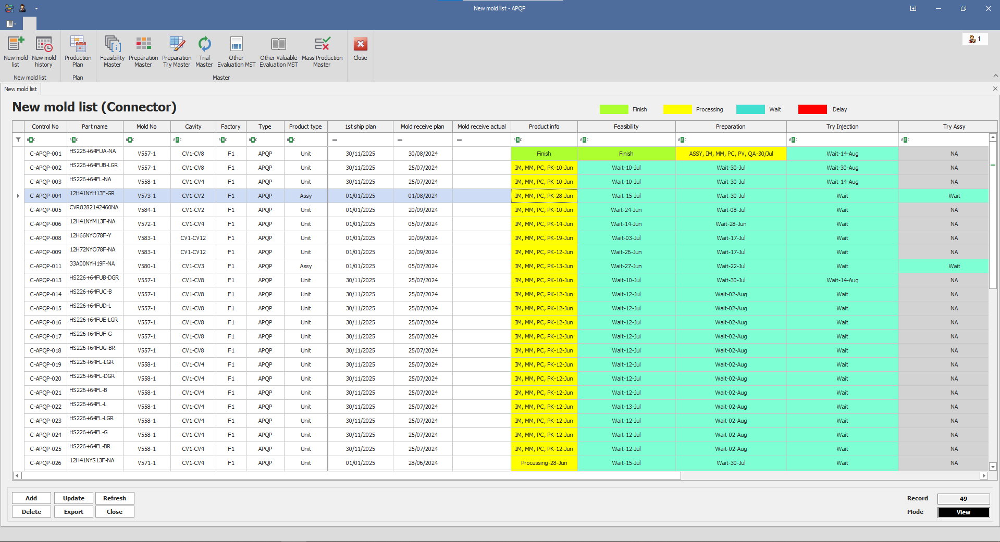 New mold list - APQP
New mold list
New mold history
Production Plan
Feasibility Master
Preparation Master
Preparation Try Master
Trial Master
Other Evaluation MST
Other Valuable Evaluation MST
Mass Production Master
Close
1
New mold list
Plan
Master
New mold list
New mold list (Connector)
Finish
Processing
Wait
Delay
Control No Part name Mold No Cavity Factory Type Product type 1st ship plan Mold receive plan Mold receive actual Product info Feasibility Preparation Try Injection Try Assy
C-APQP-001 HS226+64FUA-NA V557-1 CV1-CV8 F1 APQP Unit 30/11/2025 30/08/2024 Finish Finish ASSY, IM, MM, PC, PV, QA-30/Jul Wait-14-Aug NA
C-APQP-002 HS226+64FUB-LGR V557-1 CV1-CV8 F1 APQP Unit 30/11/2025 25/07/2024 IM, MM, PC, PK-10-Jun Wait-10-Jul Wait-30-Jul Wait-30-Aug NA
C-APQP-003 HS226+64FL-NA V558-1 CV1-CV4 F1 APQP Unit 30/11/2025 25/07/2024 IM, MM, PC, PK-10-Jun Wait-10-Jul Wait-30-Jul Wait-14-Aug NA
C-APQP-004 12H41NYH13F-GR V573-1 CV1-CV2 F1 APQP Assy 01/01/2025 01/08/2024 IM, MM, PC, PK-28-Jun Wait-15-Jul Wait-30-Jul Wait Wait
C-APQP-005 CVR8282142460NA V584-1 CV1-CV2 F1 APQP Unit 01/01/2025 20/09/2024 IM, MM, PC, PK-10-Jun Wait-24-Jun Wait-08-Jul Wait NA
C-APQP-006 12H41NYM13F-NA V572-1 CV1-CV4 F1 APQP Unit 01/01/2025 05/07/2024 IM, MM, PC, PK-14-Jun Wait-14-Jun Wait-28-Jun Wait NA
C-APQP-008 12H66NYO78F-Y V583-1 CV1-CV12 F1 APQP Unit 01/01/2025 20/09/2024 IM, MM, PC, PK-19-Jun Wait-03-Jul Wait-17-Jul Wait NA
C-APQP-009 12H72NYO78F-NA V583-1 CV1-CV12 F1 APQP Unit 01/01/2025 20/09/2024 IM, MM, PC, PK-12-Jun Wait-26-Jun Wait-17-Jul Wait NA
C-APQP-011 33A00NYH19F-NA V580-1 CV1-CV3 F1 APQP Assy 01/01/2025 05/07/2024 IM, MM, PC, PK-13-Jun Wait-27-Jun Wait-22-Jul Wait Wait
C-APQP-013 HS226+64FUB-DGR V557-1 CV1-CV8 F1 APQP Unit 30/11/2025 25/07/2024 IM, MM, PC, PK-10-Jun Wait-10-Jul Wait-30-Jul Wait-14-Aug NA
C-APQP-014 HS226+64FUC-B V557-1 CV1-CV8 F1 APQP Unit 30/11/2025 25/07/2024 IM, MM, PC, PK-12-Jun Wait-12-Jul Wait-02-Aug Wait NA
C-APQP-015 HS226+64FUD-L V557-1 CV1-CV8 F1 APQP Unit 30/11/2025 25/07/2024 IM, MM, PC, PK-12-Jun Wait-12-Jul Wait-02-Aug Wait NA
C-APQP-016 HS226+64FUE-LGR V557-1 CV1-CV8 F1 APQP Unit 30/11/2025 25/07/2024 IM, MM, PC, PK-12-Jun Wait-12-Jul Wait-02-Aug Wait NA
C-APQP-017 HS226+64FUF-G V557-1 CV1-CV8 F1 APQP Unit 30/11/2025 25/07/2024 IM, MM, PC, PK-12-Jun Wait-12-Jul Wait-02-Aug Wait NA
C-APQP-018 HS226+64FUG-BR V557-1 CV1-CV8 F1 APQP Unit 30/11/2025 25/07/2024 IM, MM, PC, PK-12-Jun Wait-12-Jul Wait-02-Aug Wait NA
C-APQP-019 HS226+64FL-LGR V558-1 CV1-CV4 F1 APQP Unit 30/11/2025 25/07/2024 IM, MM, PC, PK-12-Jun Wait-12-Jul Wait-02-Aug Wait NA
C-APQP-020 HS226+64FL-DGR V558-1 CV1-CV4 F1 APQP Unit 30/11/2025 25/07/2024 IM, MM, PC, PK-12-Jun Wait-12-Jul Wait-02-Aug Wait NA
C-APQP-021 HS226+64FL-B V558-1 CV1-CV4 F1 APQP Unit 30/11/2025 25/07/2024 IM, MM, PC, PK-12-Jun Wait-12-Jul Wait-02-Aug Wait NA
C-APQP-022 HS226+64FL-L V558-1 CV1-CV4 F1 APQP Unit 30/11/2025 25/07/2024 IM, MM, PC, PK-12-Jun Wait-13-Jul Wait-02-Aug Wait NA
C-APQP-023 HS226+64FL-LGR V558-1 CV1-CV4 F1 APQP Unit 30/11/2025 25/07/2024 IM, MM, PC, PK-12-Jun Wait-12-Jul Wait-02-Aug Wait NA
C-APQP-024 HS226+64FL-G V558-1 CV1-CV4 F1 APQP Unit 30/11/2025 25/07/2024 IM, MM, PC, PK-12-Jun Wait-12-Jul Wait-02-Aug Wait NA
C-APQP-025 HS226+64FL-BR V558-1 CV1-CV4 F1 APQP Unit 30/11/2025 25/07/2024 IM, MM, PC, PK-12-Jun Wait-12-Jul Wait-02-Aug Wait NA
C-APQP-026 12H41NYS13F-NA V571-1 CV1-CV4 F1 APQP Unit 01/01/2025 28/06/2024 Processing-28-Jun Wait-15-Jul Wait-30-Jul Wait NA
Add Update Refresh
Delete Export Close
Record 49
Mode View